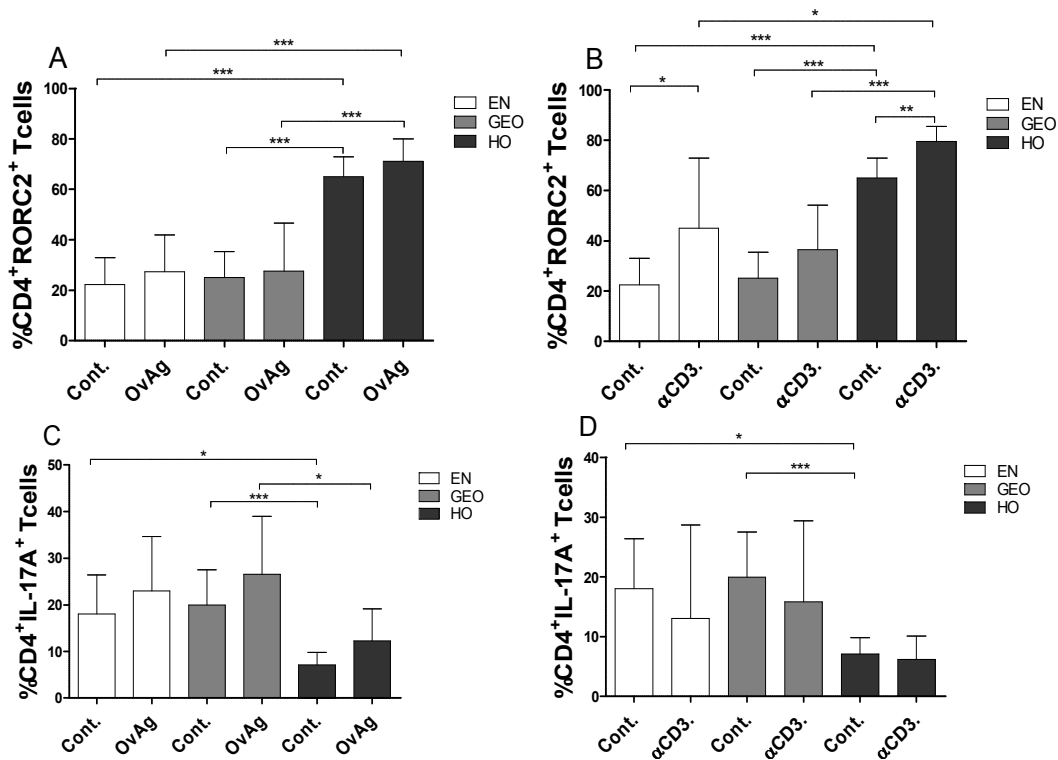 A
***
***
***
***
%CD4+RORC2+ Tcells
100
80
60
40
20
0
Cont.
OvAg
Cont.
OvAg
Cont.
OvAg
EN
GEO
HO
B
*
***
***
*
***
**
%CD4+RORC2+ Tcells
100
80
60
40
20
0
Cont.
αCD3.
Cont.
αCD3.
Cont.
αCD3.
EN
GEO
HO
C
*
*
***
%CD4+IL-17A+ Tcells
50
40
30
20
10
0
Cont.
OvAg
Cont.
OvAg
Cont.
OvAg
EN
GEO
HO
D
*
***
%CD4+IL-17A+ Tcells
40
30
20
10
0
Cont.
αCD3.
Cont.
αCD3.
Cont.
αCD3.
EN
GEO
HO